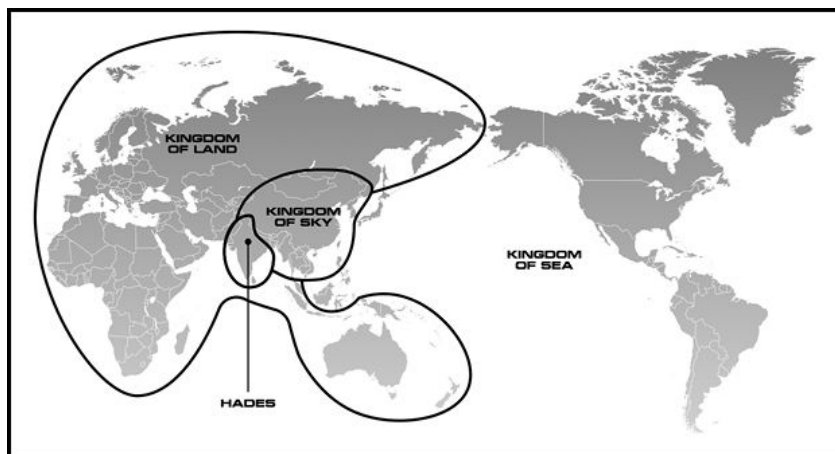 KINGDOM
OF LAND
KINGDOM
OF SKY
KINGDOM
OF SEA
HADES